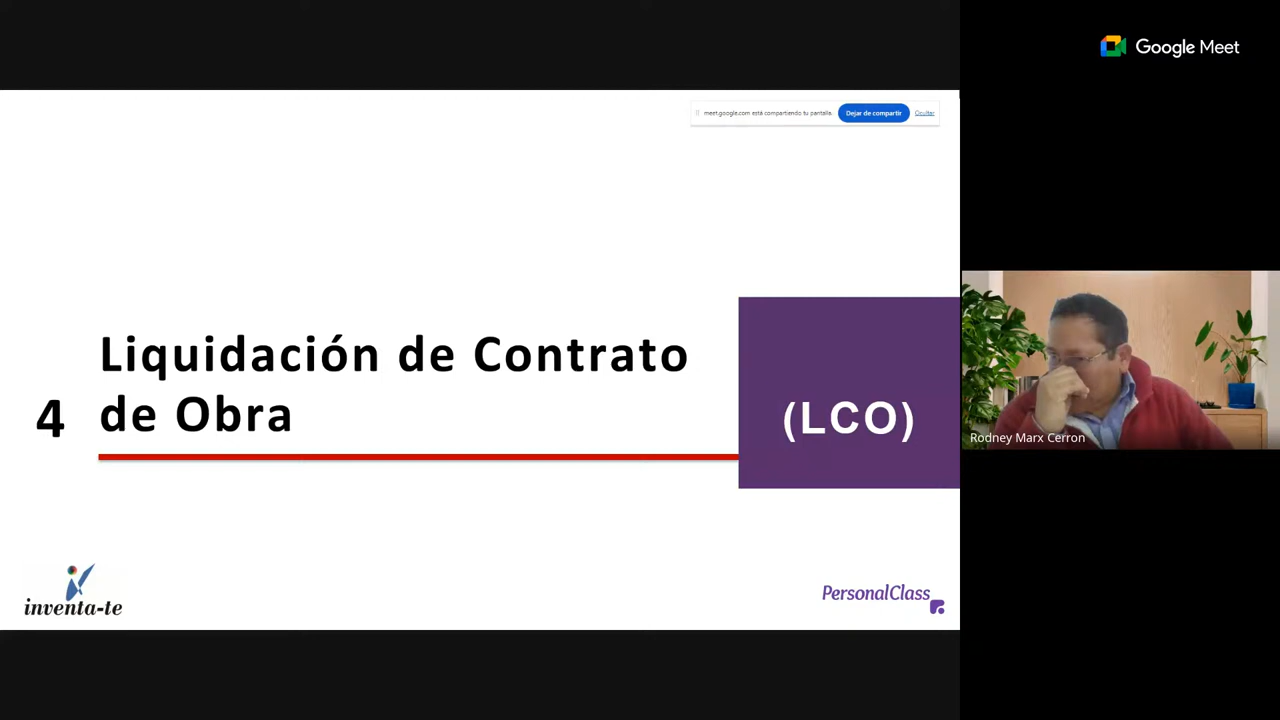 Google Meet
meet.google.com está compartiendo tu pantalla.
Dejar de compartir
Ocultar
Liquidación de Contrato
4 de Obra
(LCO)
Rodney Marx Cerron
inventa-te
PersonalClass